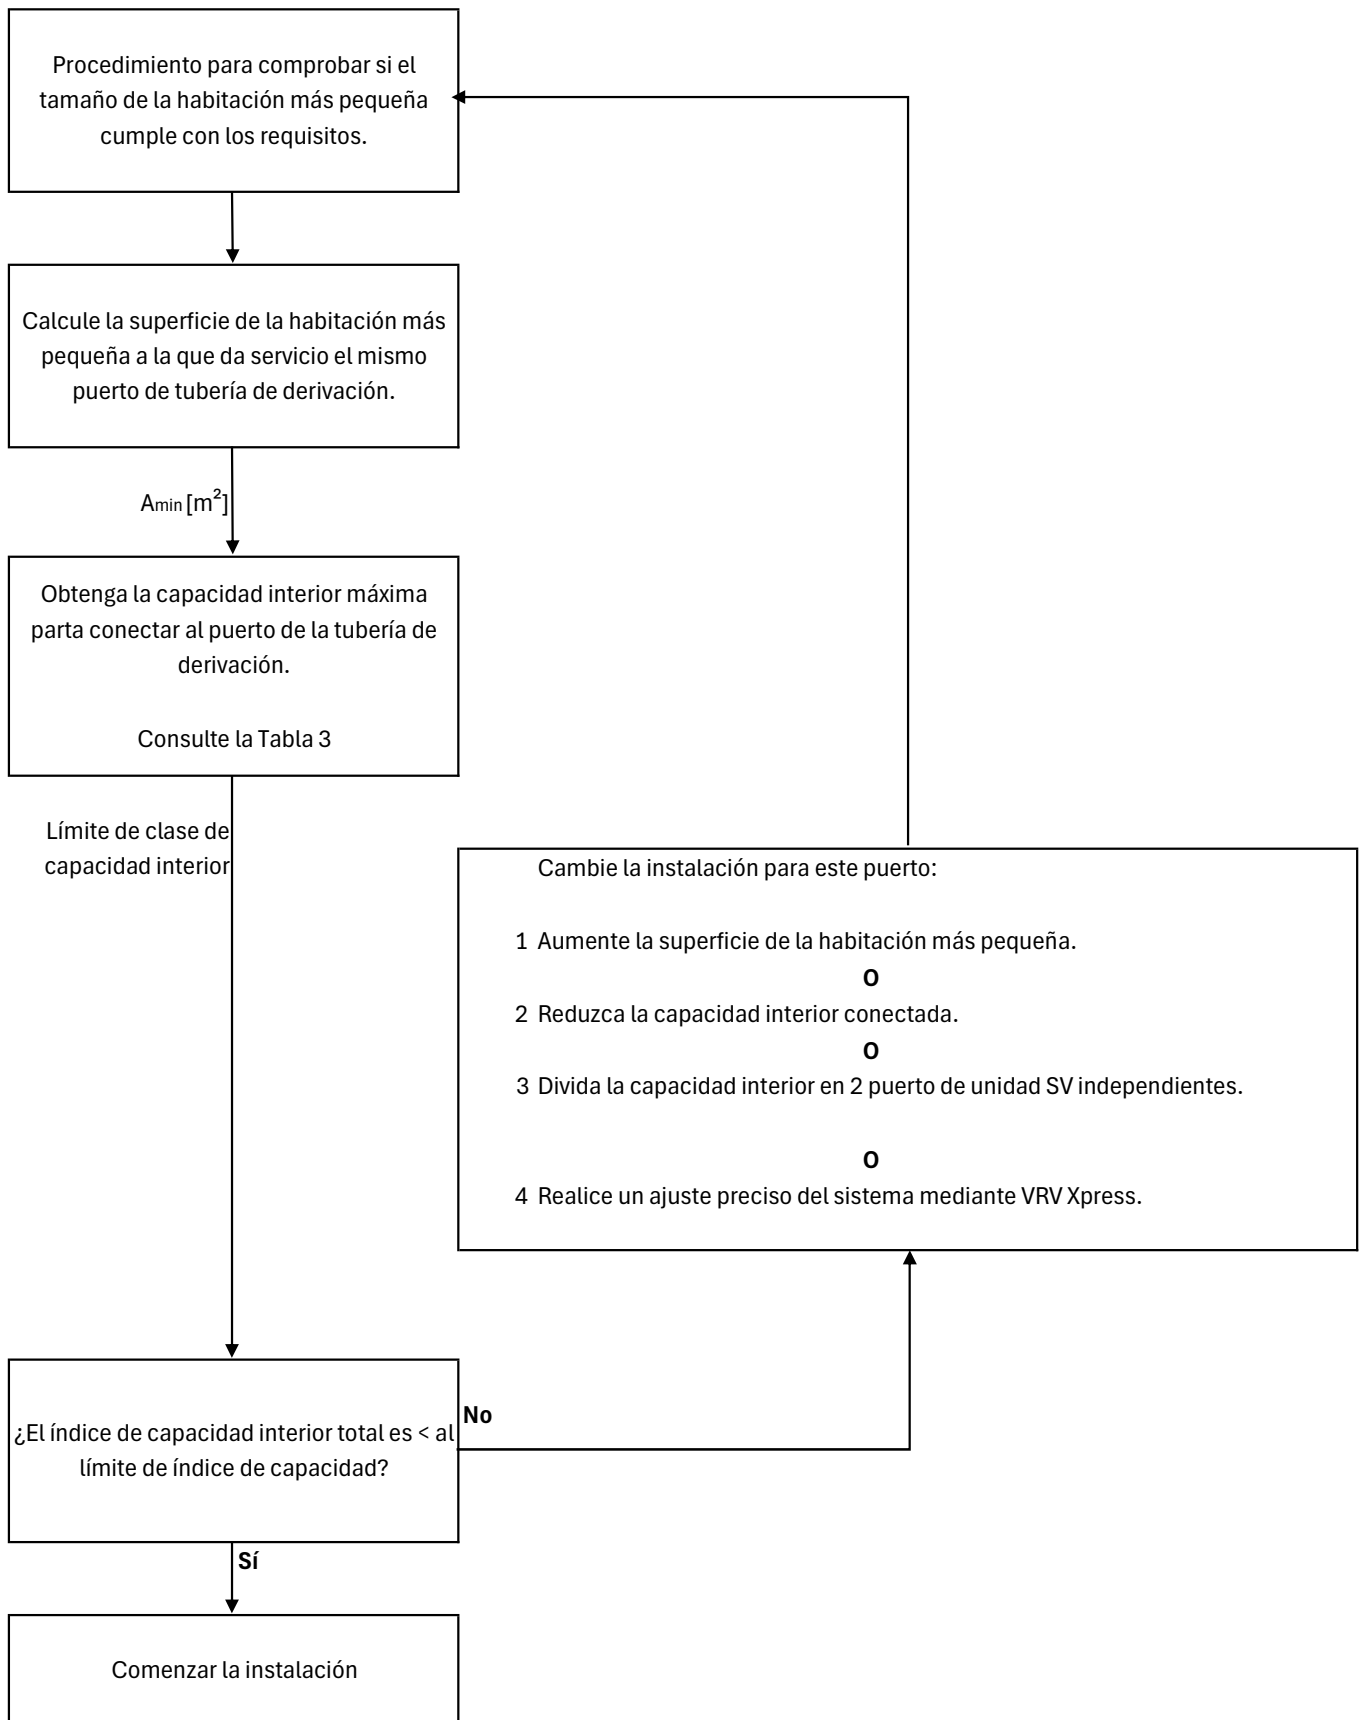 Procedimiento para comprobar si el
tamaño de la habitación más pequeña
cumple con los requisitos.
Calcule la superficie de la habitación más
pequeña a la que da servicio el mismo
puerto de tubería de derivación.
Amin [m²]
Obtenga la capacidad interior máxima
parta conectar al puerto de la tubería de
derivación.
Consulte la Tabla 3
Límite de clase de
capacidad interior
Cambie la instalación para este puerto:
1 Aumente la superficie de la habitación más pequeña.
O
2 Reduzca la capacidad interior conectada.
O
3 Divida la capacidad interior en 2 puerto de unidad SV independientes.
O
4 Realice un ajuste preciso del sistema mediante VRV Xpress.
¿El índice de capacidad interior total es < al
límite de índice de capacidad?
No
Sí
Comenzar la instalación